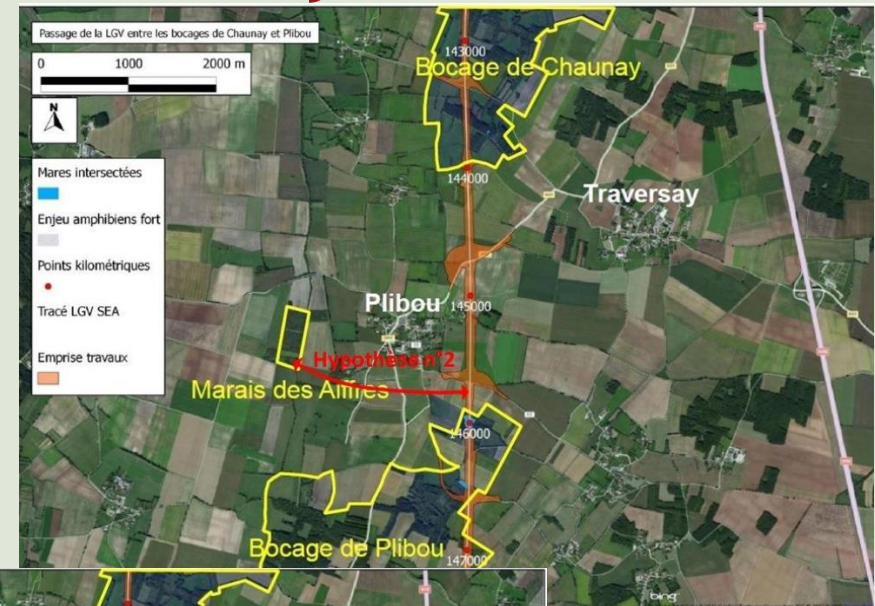 Passage de la LGV entre les bocages de Chaunay et Plibou
0 1000 2000 m
N
Mares intersectées
Enjeu amphibiens fort
Points kilométriques
Tracé LGV SEA
Emprise travaux
143000
Bocage de Chaunay
144000
Traversay
Plibou
145000
Hypothèse n°2
Marais des Aiffres
146000
Bocage de Plibou
147000
bing